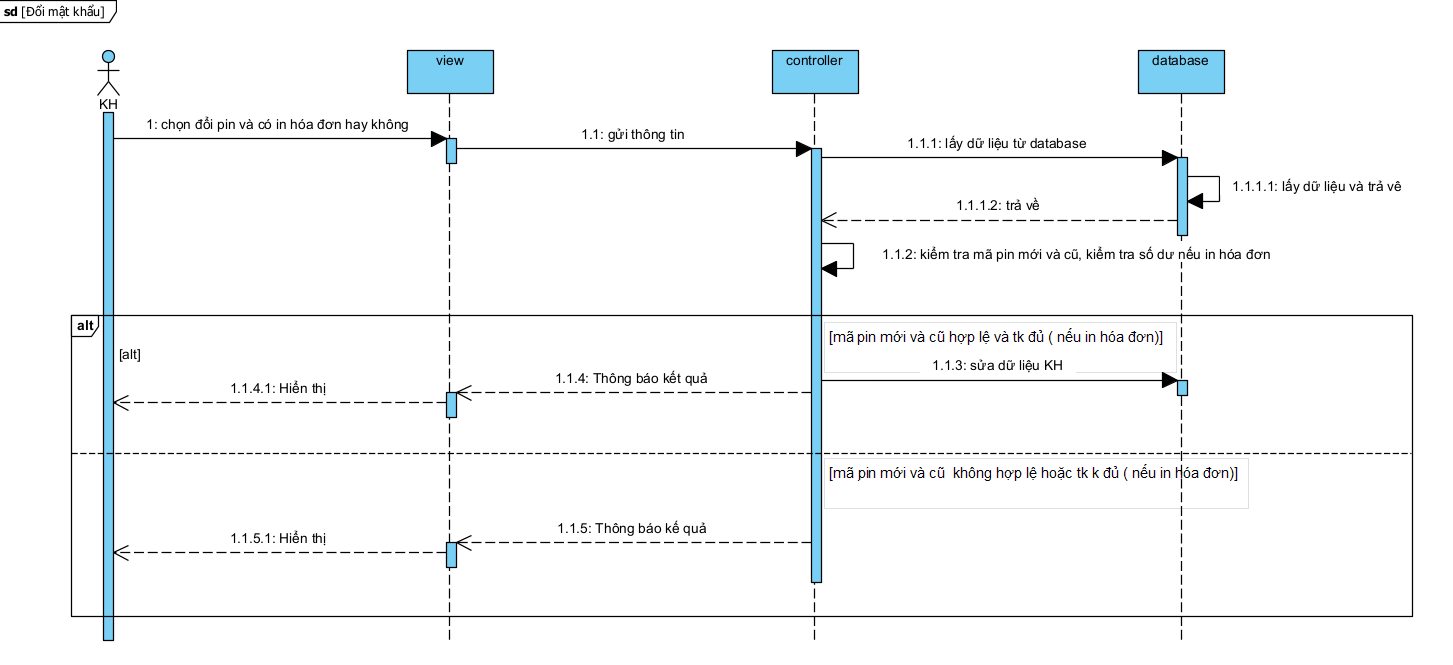 sd [Đổi mật khẩu]
view
controller
database
KH
1: chọn đổi pin và có in hóa đơn hay không
1.1: gửi thông tin
1.1.1: lấy dữ liệu từ database
1.1.1.1: lấy dữ liệu và trả vê
1.1.1.2: trả về
1.1.2: kiểm tra mã pin mới và cũ, kiểm tra số dư nếu in hóa đơn
alt
[mã pin mới và cũ hợp lệ và tk đủ ( nếu in hóa đơn)]
[alt]
1.1.3: sửa dữ liệu KH
1.1.4: Thông báo kết quả
1.1.4.1: Hiển thị
[mã pin mới và cũ  không hợp lệ hoặc tk k đủ ( nếu in hóa đơn)]
1.1.5: Thông báo kế quả
1.1.5.1: Hiển thị